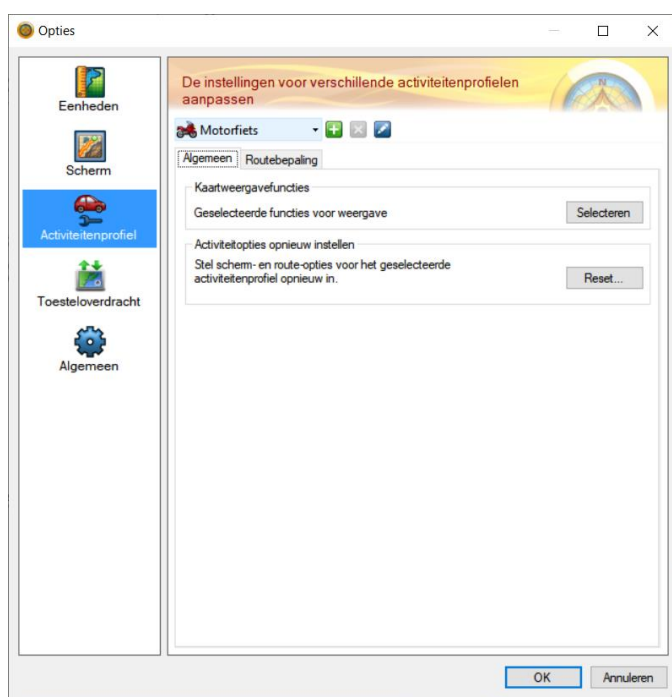 Opties
Eenheden
Scherm
Activiteitenprofiel
Toesteloverdracht
Algemeen
De instellingen voor verschillende activiteitenprofielen
aanpassen
Motorfiets
Algemeen
Routebepaling
Kaartweergavefuncties
Geselecteerde functies voor weergave
Selecteren
Activiteitopties opnieuw instellen
Stel scherm- en route-opties voor het geselecteerde
activiteitenprofiel opnieuw in.
Reset...
OK
Annuleren